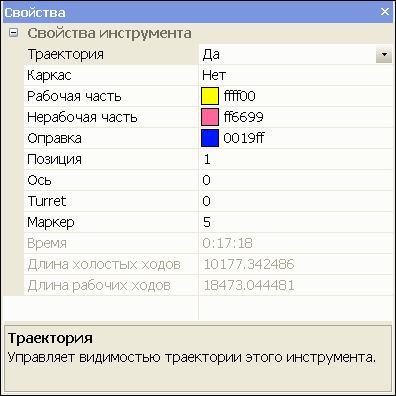 Свойства
Свойства инструмента
Траектория Да
Каркас Нет
Рабочая часть ffff00
Нерабочая часть ff6699
Оправка 0019ff
Позиция 1
Ось 0
Turret 0
Маркер 5
Время 0:17:18
Длина холостых ходов 10177.342486
Длина рабочих ходов 18473.044481
Траектория
Управляет видимостью траектории этого инструмента.